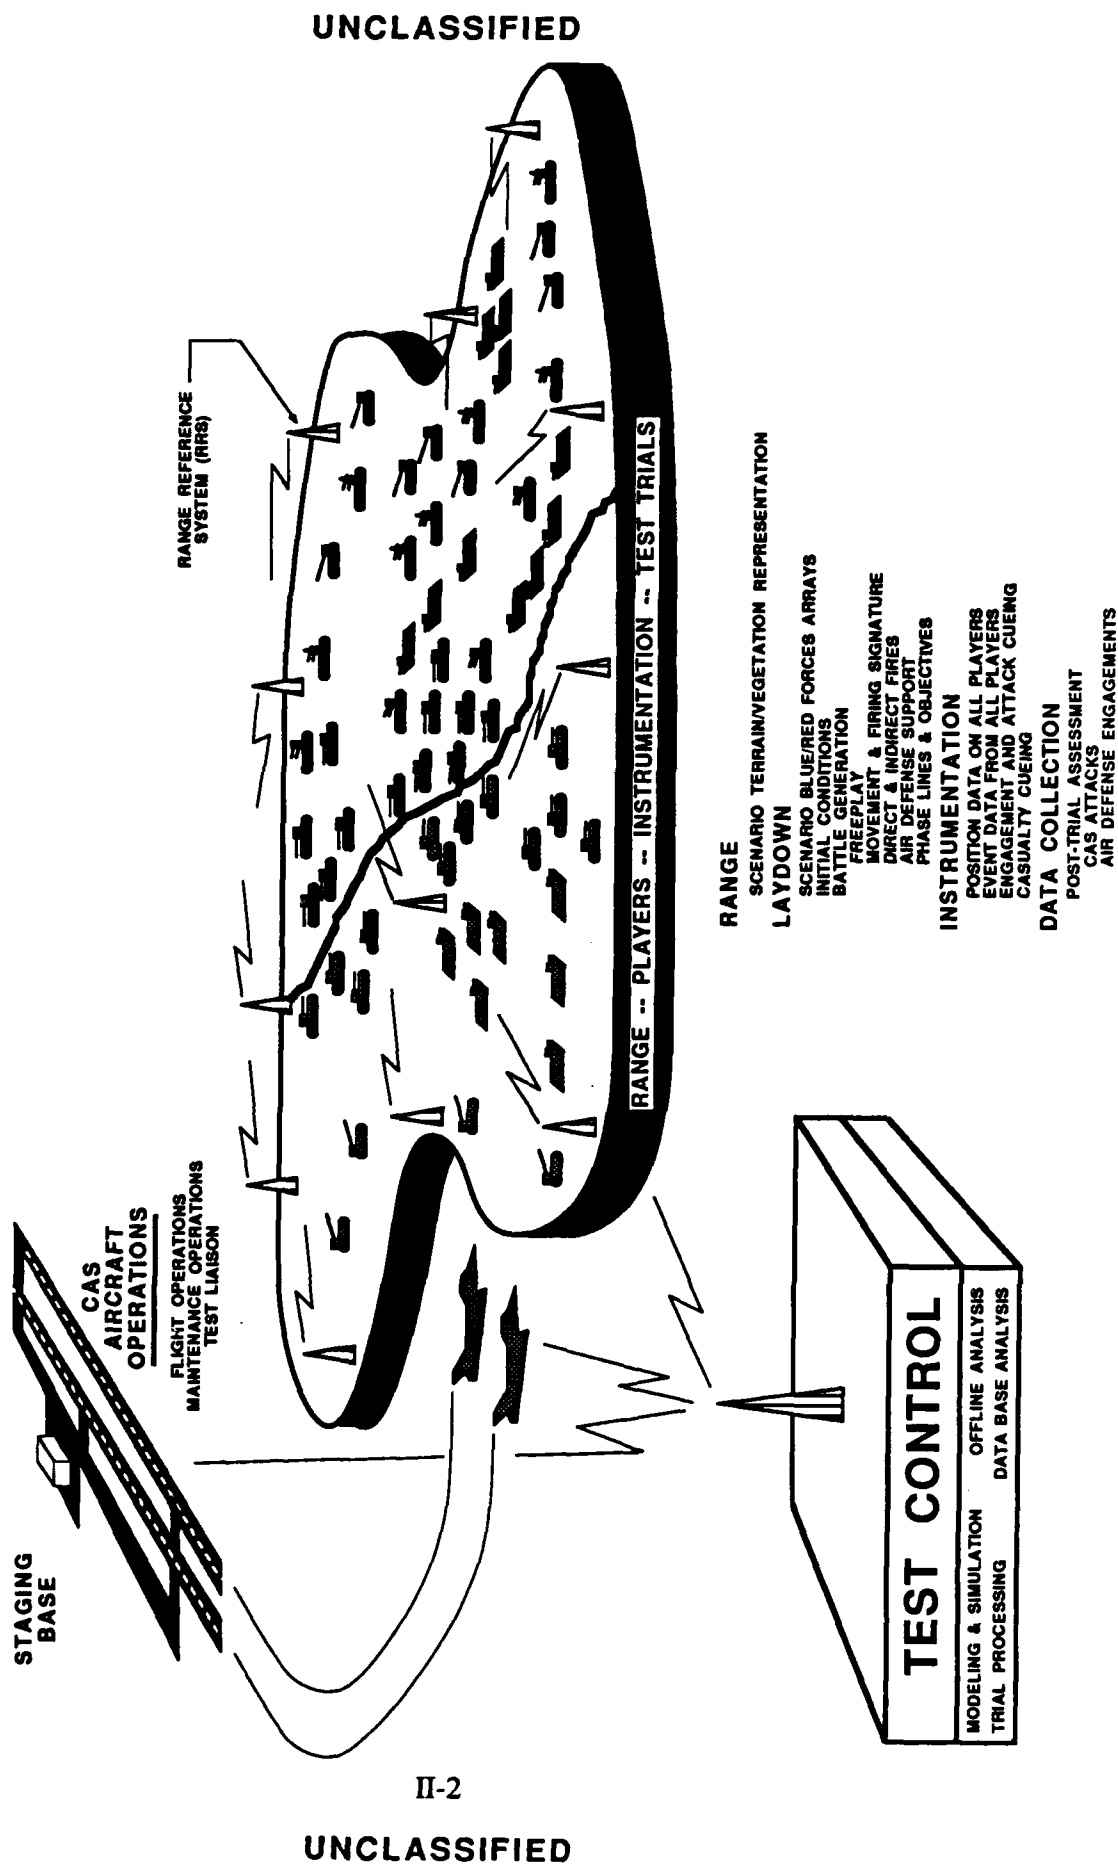 UNCLASSIFIED
STAGING
BASE
CAS
AIRCRAFT
OPERATIONS
FLIGHT OPERATIONS
MAINTENANCE OPERATIONS
TEST LIAISON
RANGE REFERENCE
SYSTEM (RRS)
RANGE -- PLAYERS -- INSTRUMENTATION -- TEST TRIALS
TEST CONTROL
MODELING & SIMULATION OFFLINE ANALYSIS
TRIAL PROCESSING DATA BASE ANALYSIS
RANGE
SCENARIO TERRAIN/VEGETATION REPRESENTATION
LAYDOWN
SCENARIO BLUE/RED FORCES ARRAYS
INITIAL CONDITIONS
BATTLE GENERATION
FREEPLAY
MOVEMENT & FIRING SIGNATURE
DIRECT & INDIRECT FIRES
AIR DEFENSE SUPPORT
PHASE LINES & OBJECTIVES
INSTRUMENTATION
POSITION DATA ON ALL PLAYERS
EVENT DATA FROM ALL PLAYERS
ENGAGEMENT AND ATTACK CUEING
CASUALTY CUEING
DATA COLLECTION
POST-TRIAL ASSESSMENT
CAS ATTACKS
AIR DEFENSE ENGAGEMENTS
II-2
UNCLASSIFIED